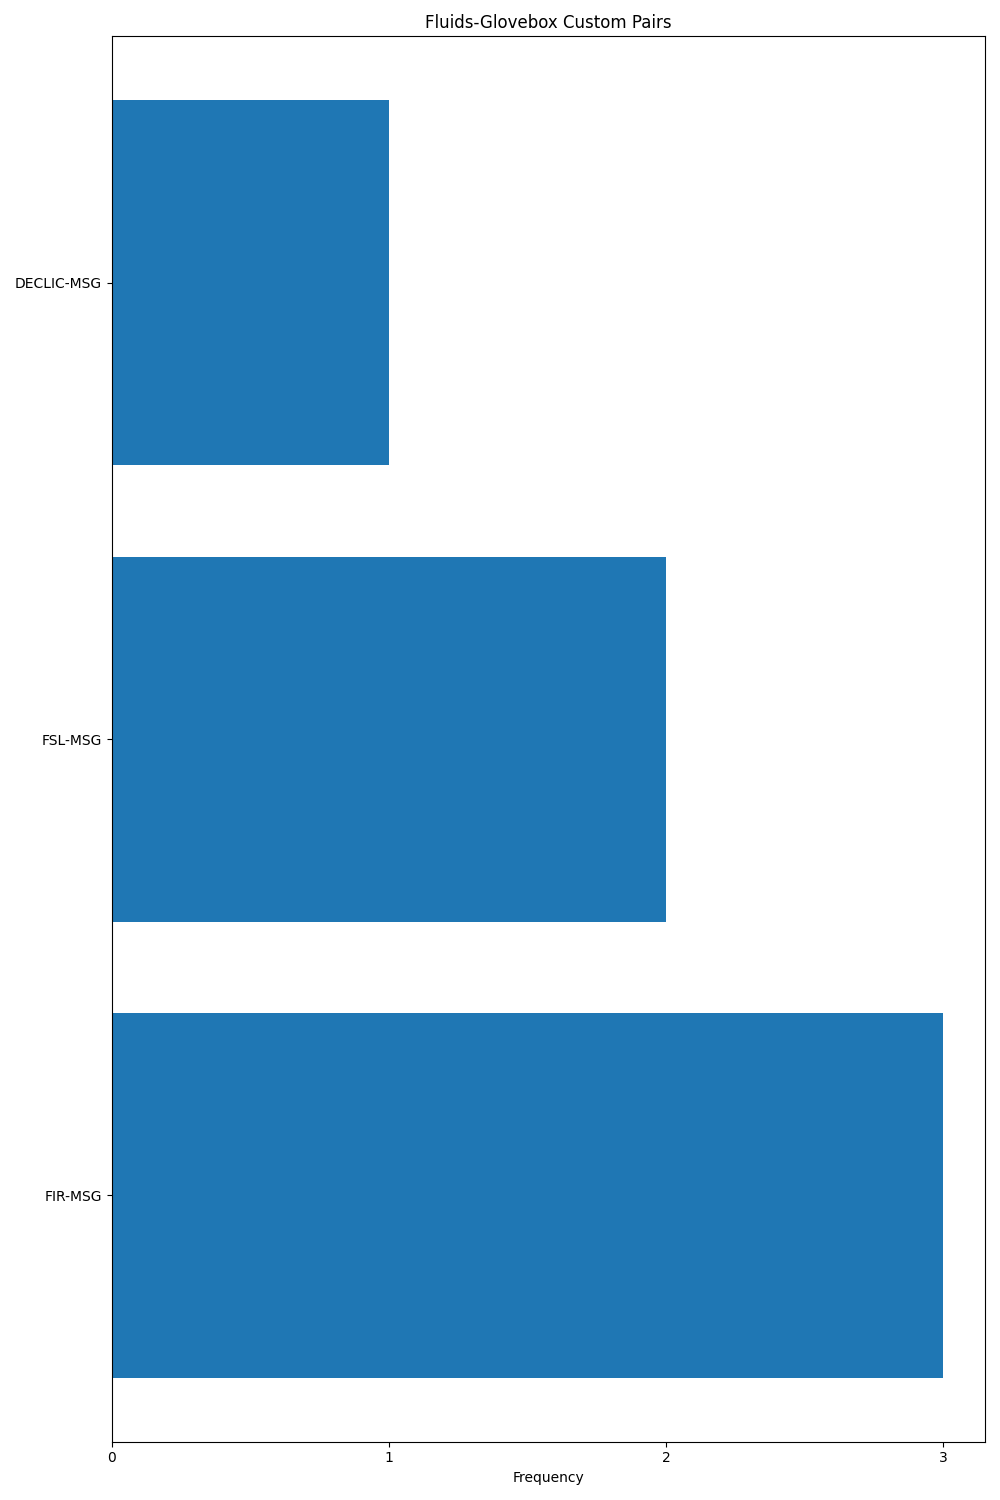 Fluids-Glovebox Custom Pairs
DECLIC-MSG
FSL-MSG
FIR-MSG
0 1 2 3
Frequency